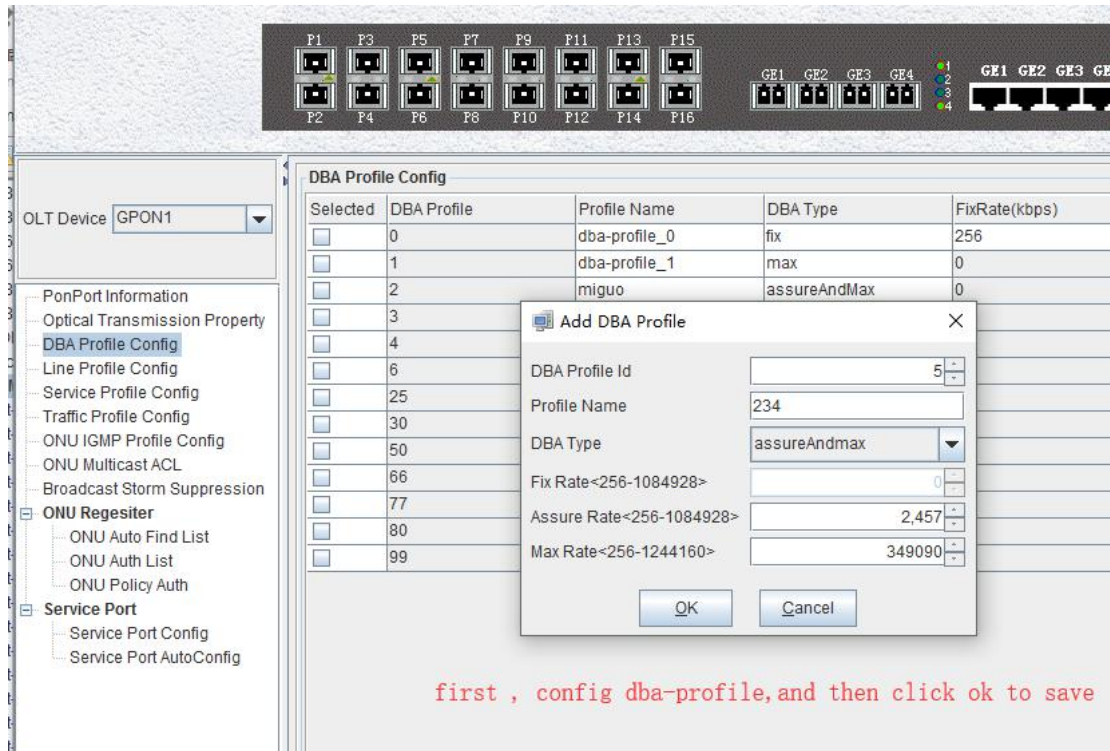 P1 P3 P5 P7 P9 P11 P13 P15
GE1 GE2 GE3 GE4
1
2
3
4
GE1 GE2 GE3
P2 P4 P6 P8 P10 P12 P14 P16
OLT Device GPON1
PonPort Information
Optical Transmission Property
DBA Profile Config
Line Profile Config
Service Profile Config
Traffic Profile Config
ONU IGMP Profile Config
ONU Multicast ACL
Broadcast Storm Suppression
ONU Regesiter
ONU Auto Find List
ONU Auth List
ONU Policy Auth
Service Port
Service Port Config
Service Port AutoConfig
DBA Profile Config
Selected DBA Profile Profile Name DBA Type FixRate(kbps)
0 dba-profile_0 fix 256
1 dba-profile_1 max 0
2 miguo assureAndMax 0
3
4
6
25
30
50
66
77
80
99
Add DBA Profile
DBA Profile Id 5
Profile Name 234
DBA Type assureAndmax
Fix Rate<256-1084928> 0
Assure Rate<256-1084928> 2,457
Max Rate<256-1244160> 349090
OK Cancel
first , config dba-profile,and then click ok to save